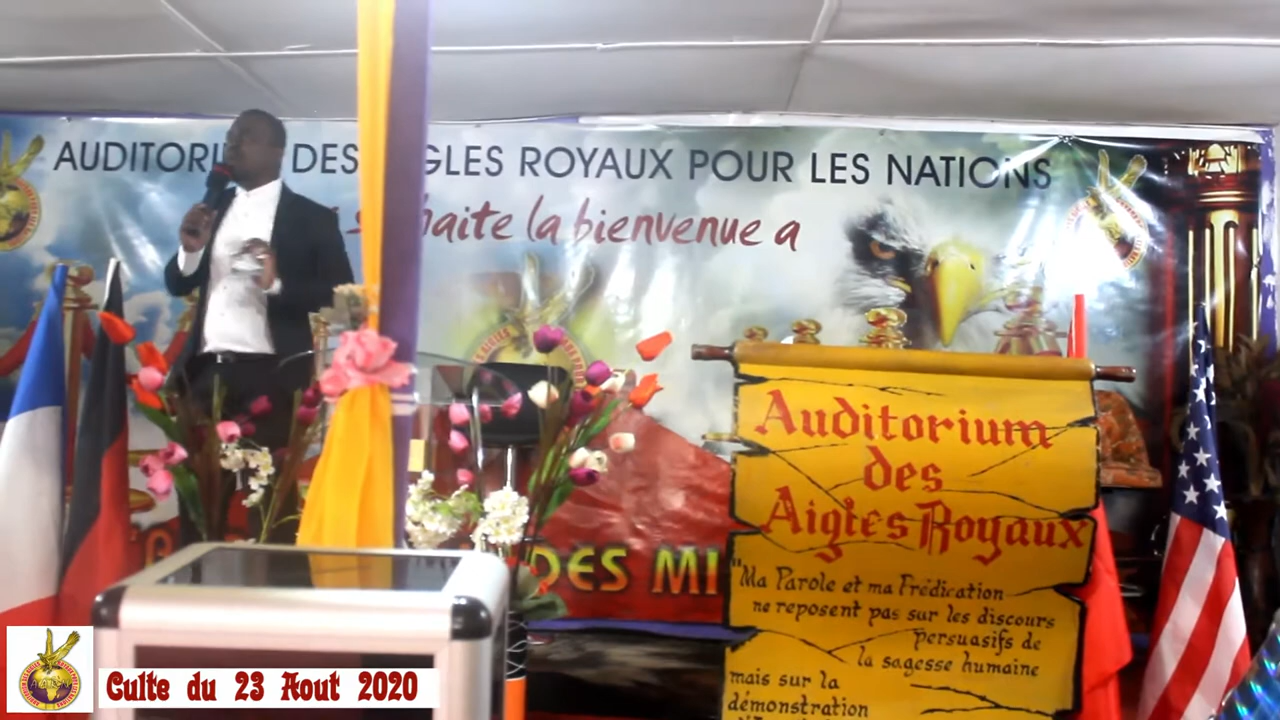 AUDITORI DES IGLES ROYAUX POUR LES NATIONS
haite la bienvenue a
Auditorium
des
Aigles Royaux
"Ma Parole et ma Prédication
ne reposent pas sur les discours
persuasifs de
la sagesse humaine
mais sur la
démonstration
DES MI
Culte du 23 Aout 2020